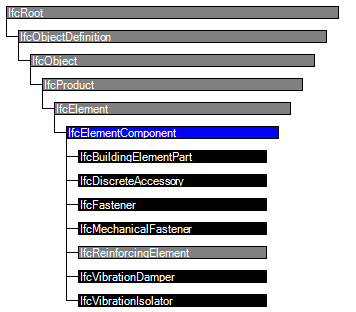 IfcRoot
IfcObjectDefinition
IfcObject
IfcProduct
IfcElement
IfcElementComponent
IfcBuildingElementPart
IfcDiscreteAccessory
IfcFastener
IfcMechanicalFastener
IfcReinforcingElement
IfcVibrationDamper
IfcVibrationIsolator